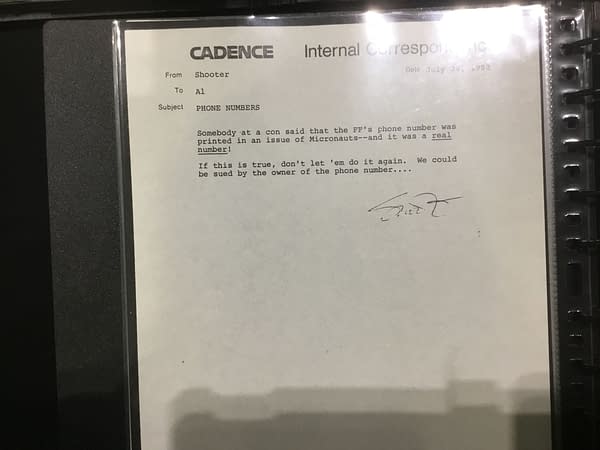 CADENCE Internal
From Shooter Date July
To Al
Subject PHONE NUMBERS
Somebody at a con said that the FF's phone number was
printed in an issue of Micronauts--and it was a real
number!
If this is true, don't let 'em do it again. We could
be sued by the owner of the phone number....